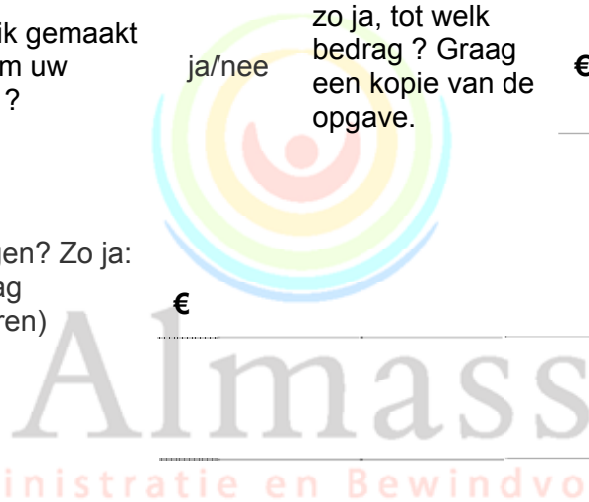 ik gemaakt
m uw
?
ja/nee
zo ja, tot welk
bedrag ? Graag
een kopie van de
opgave.
€
gen? Zo ja:
ag
ren)
€
Almass
inistratie en Bewindvo